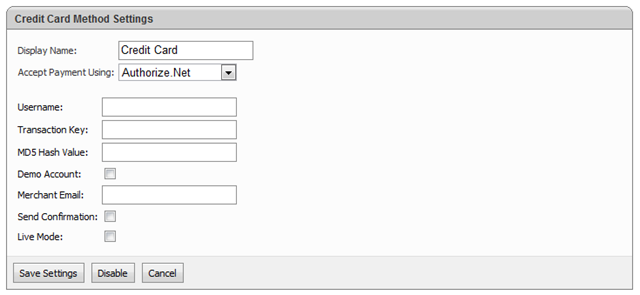 Credit Card Method Settings
Display Name: Credit Card
Accept Payment Using: Authorize.Net
Username:
Transaction Key:
MD5 Hash Value:
Demo Account:
Merchant Email:
Send Confirmation:
Live Mode:
Save Settings Disable Cancel